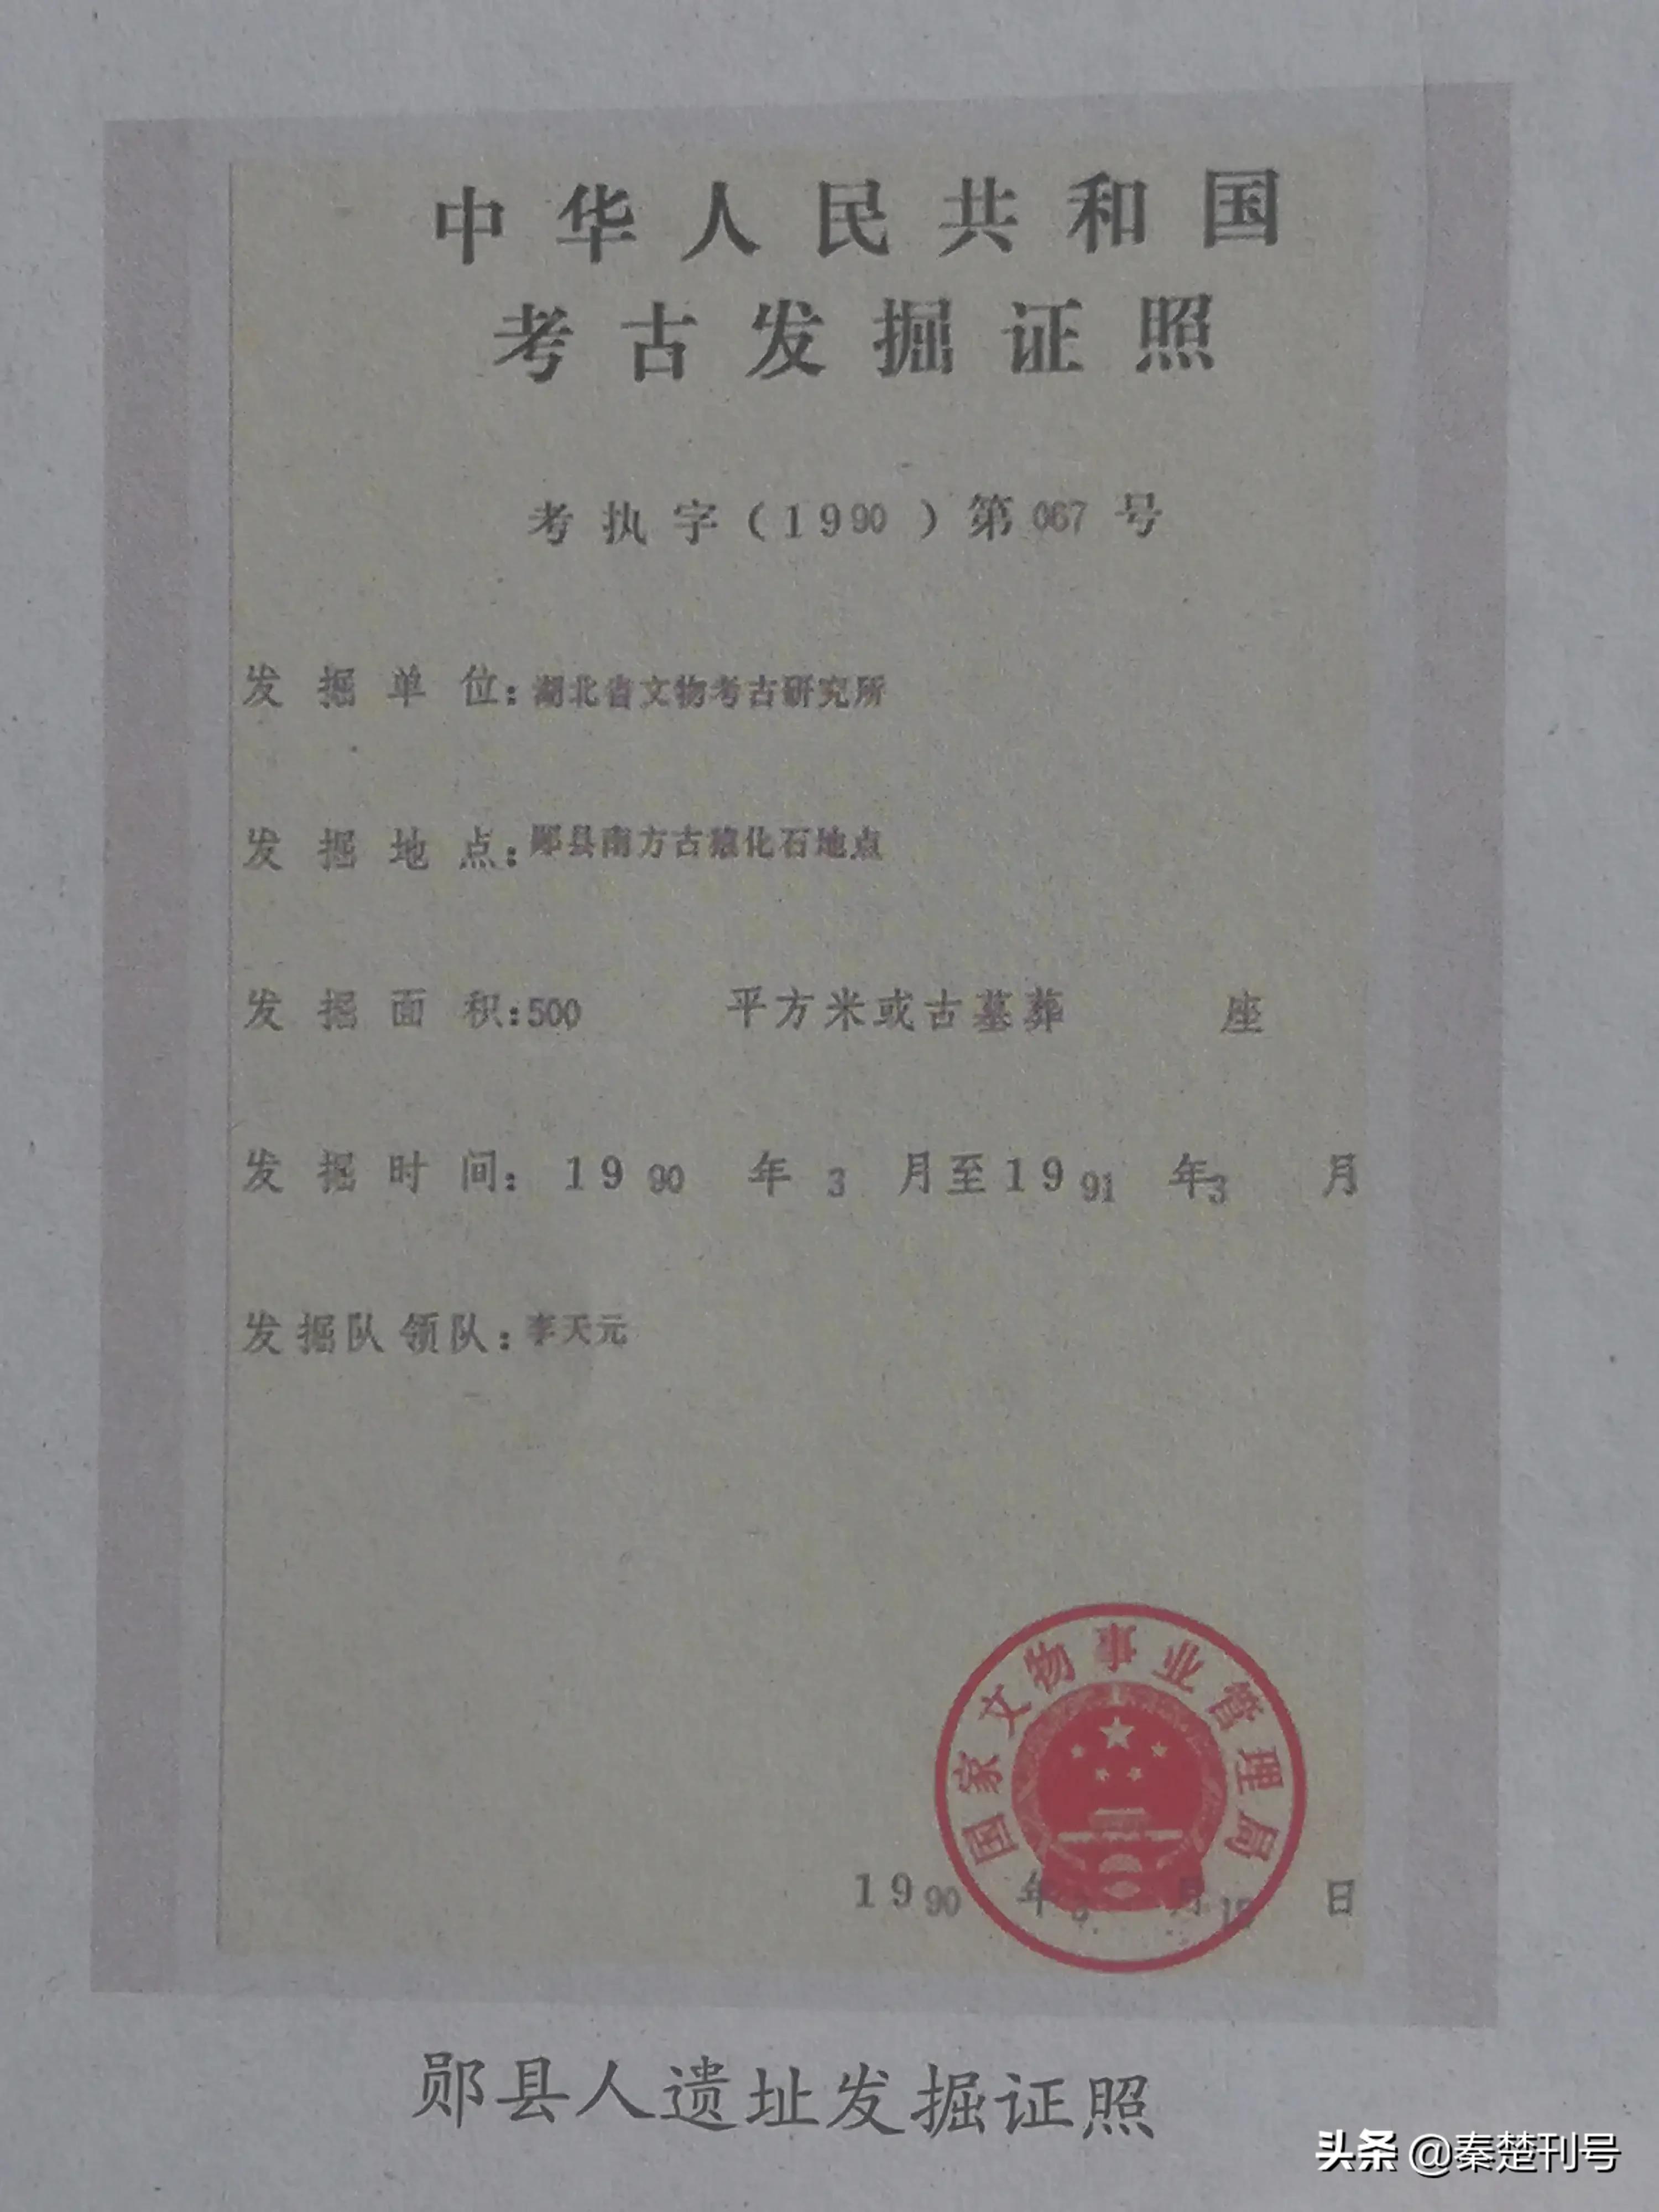 中华人民共和国
考古发掘证照
考执字(1990)第067号
发掘单位:湖北省文物考古研究所
发掘地点:郧县南方古猿化石地点
发掘面积:500 平方米或古墓葬 座
发掘时间: 1990 年 3 月至1991 年3 月
发掘队领队:李天元
国家文物事业管理局
1990 年 月 日
郧县人遗址发掘证照
头条 @秦楚刊号